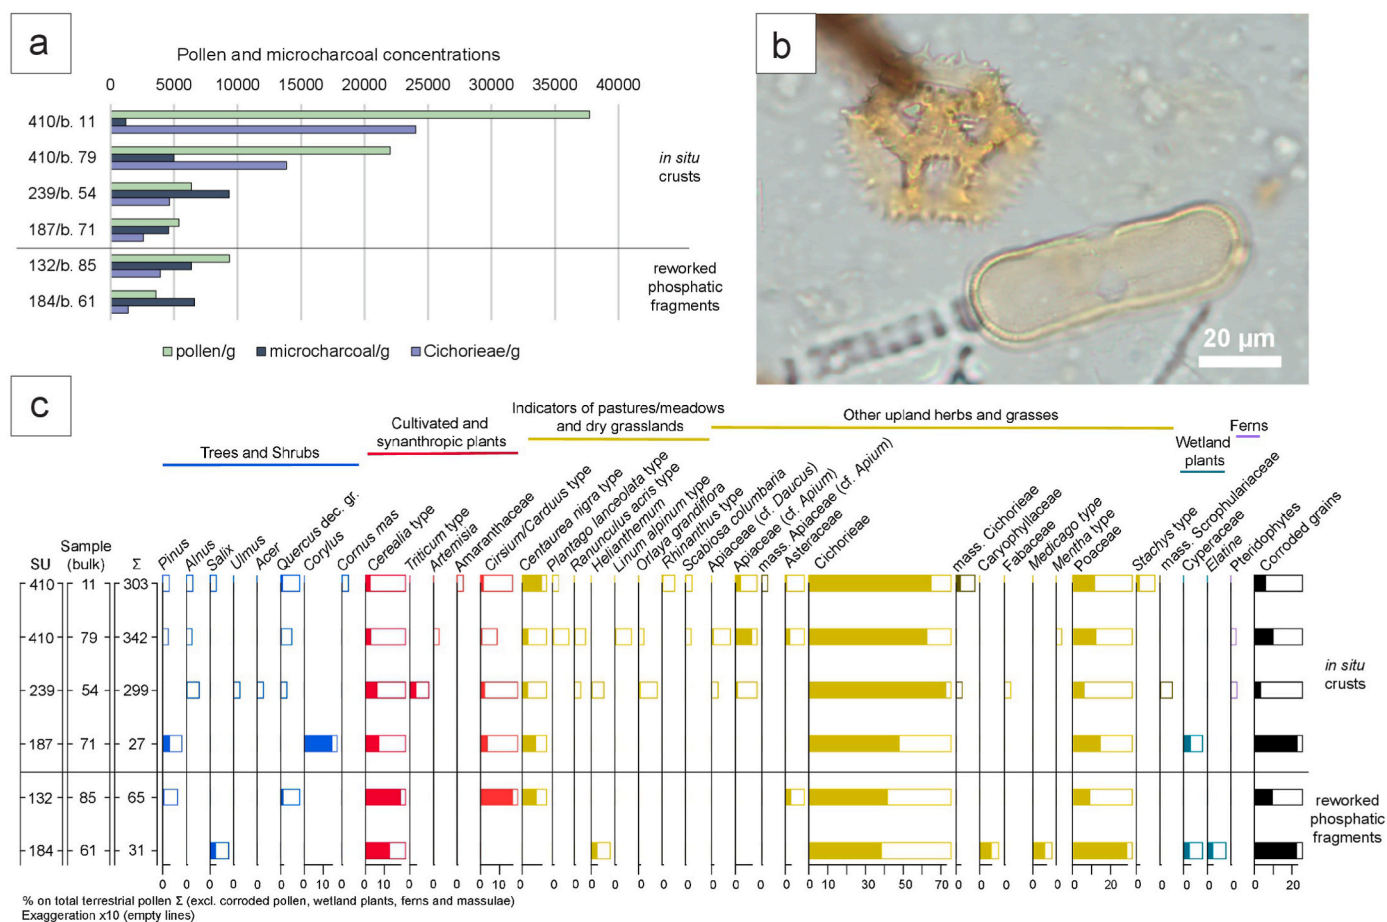 a
Pollen and microcharcoal concentrations
0 5000 10000 15000 20000 25000 30000 35000 40000
410/b. 11
410/b. 79
239/b. 54
187/b. 71
132/b. 85
184/b. 61
in situ
crusts
reworked
phosphatic
fragments
pollen/g microcharcoal/g Cichorieae/g
b
20 µm
c
Trees and Shrubs
Cultivated and
synanthropic plants
Indicators of pastures/meadows
and dry grasslands
Other upland herbs and grasses
Wetland
plants
Ferns
SU
Sample
(bulk)
Σ
Pinus
Alnus
Salix
Ulmus
Acer
Quercus dec. gr.
Corylus
Cornus mas
Cerealia type
Triticum type
Artemisia
Amaranthaceae
Cirsium/Carduus type
Centaurea nigra type
Plantago lanceolata type
Ranunculus acris type
Helianthemum
Linum alpinum type
Orlaya grandiflora
Rhinanthus type
Scabiosa columbaria
Apiaceae (cf. Daucus)
Apiaceae (cf. Apium)
mass. Apiaceae (cf. Apium)
Asteraceae
Cichorieae
mass. Cichorieae
Caryophyllaceae
Fabaceae
Medicago type
Mentha type
Poaceae
Stachys type
mass. Scrophulariaceae
Cyperaceae
Elatine
Pteridophytes
Corroded grains
410 11 303
410 79 342
239 54 299
187 71 27
132 85 65
184 61 31
in situ
crusts
reworked
phosphatic
fragments
0 0 0 0 0 0 0 10 0 0 10 0 0 0 0 10 0 0 0 0 0 0 0 0 0 0 0 0 0 10 20 30 40 50 60 70 0 0 0 0 0 0 20 0 0 0 0 0 0 20
% on total terrestrial pollen Σ (excl. corroded pollen, wetland plants, ferns and massulae)
Exaggeration x10 (empty lines)